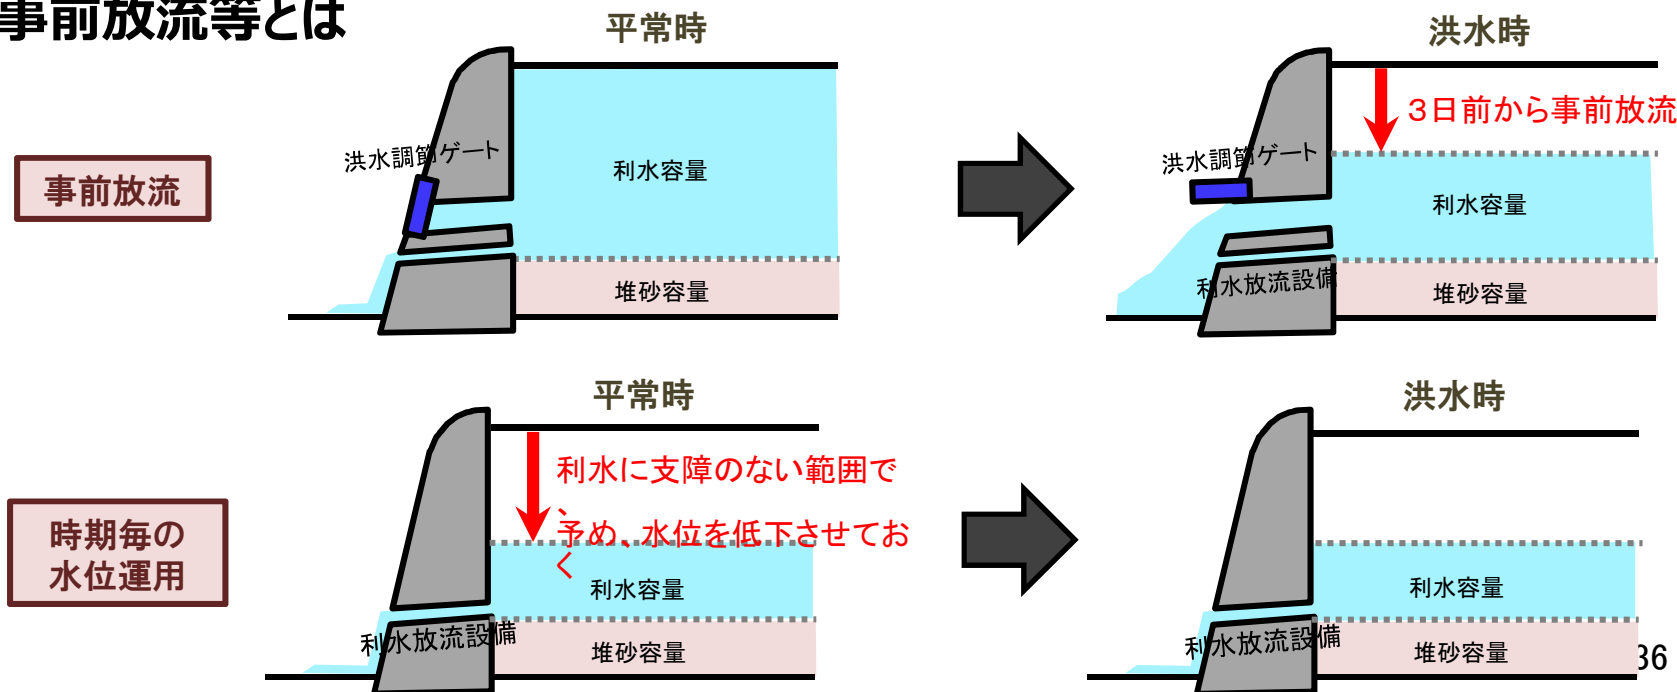 事前放流等とは
平常時
洪水時
事前放流
洪水調節ゲート
利水容量
堆砂容量
3日前から事前放流
洪水調節ゲート
利水容量
利水放流設備
堆砂容量
平常時
洪水時
時期毎の
水位運用
利水に支障のない範囲で
、
予め、水位を低下させてお
く
利水容量
利水放流設備
堆砂容量
利水容量
利水放流設備
堆砂容量
36